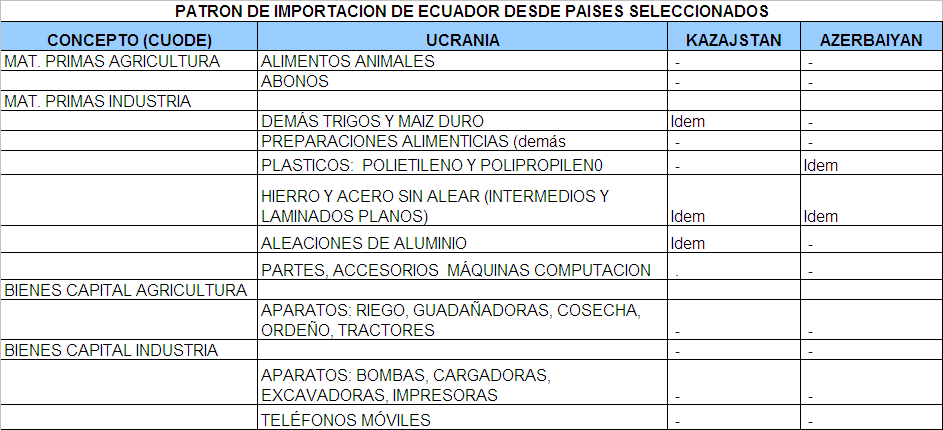 PATRON DE IMPORTACION DE ECUADOR DESDE PAISES SELECCIONADOS
CONCEPTO (CUODE) UCRANIA KAZAJSTAN AZERBAIYAN
MAT. PRIMAS AGRICULTURA ALIMENTOS ANIMALES - -
ABONOS - -
MAT. PRIMAS INDUSTRIA
DEMÁS TRIGOS Y MAIZ DURO Idem -
PREPARACIONES ALIMENTICIAS (demás - -
PLASTICOS: POLIETILENO Y POLIPROPILEN0 - Idem
HIERRO Y ACERO SIN ALEAR (INTERMEDIOS Y
LAMINADOS PLANOS) Idem Idem
ALEACIONES DE ALUMINIO Idem -
PARTES, ACCESORIOS MÁQUINAS COMPUTACION . -
BIENES CAPITAL AGRICULTURA
APARATOS: RIEGO, GUADAÑADORAS, COSECHA,
ORDEÑO, TRACTORES - -
BIENES CAPITAL INDUSTRIA - -
APARATOS: BOMBAS, CARGADORAS,
EXCAVADORAS, IMPRESORAS - -
TELÉFONOS MÓVILES - -